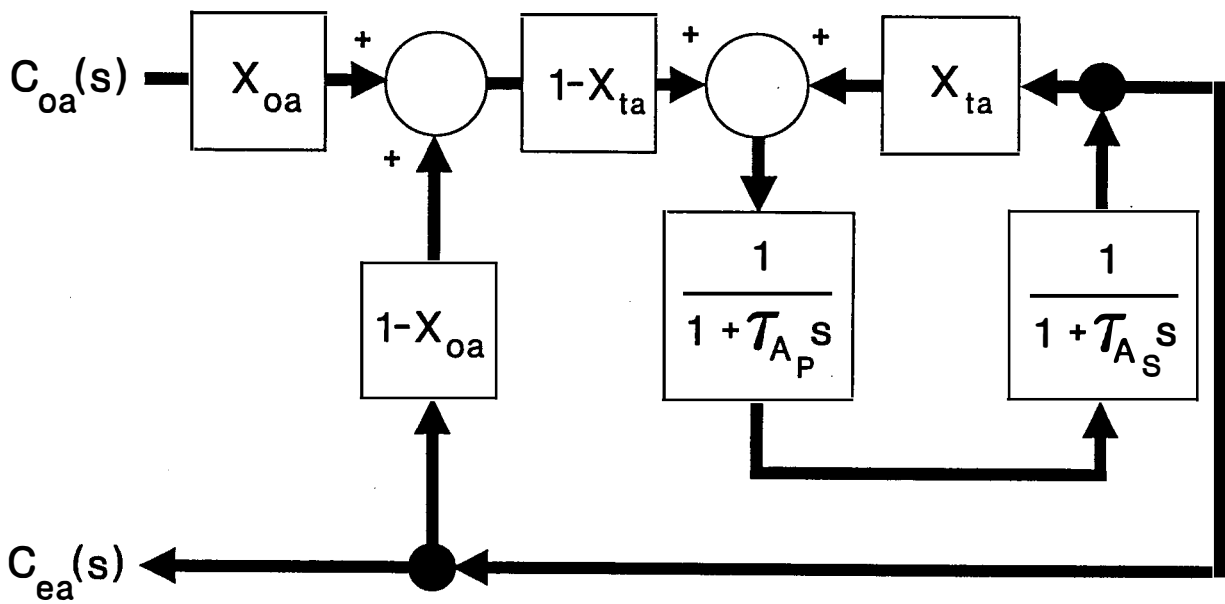 C_oa(s)
X_oa
+
+
1-X_ta
+
+
X_ta
1-X_oa
1
1 + τ_A_P s
1
1 + τ_A_S s
C_ea(s)